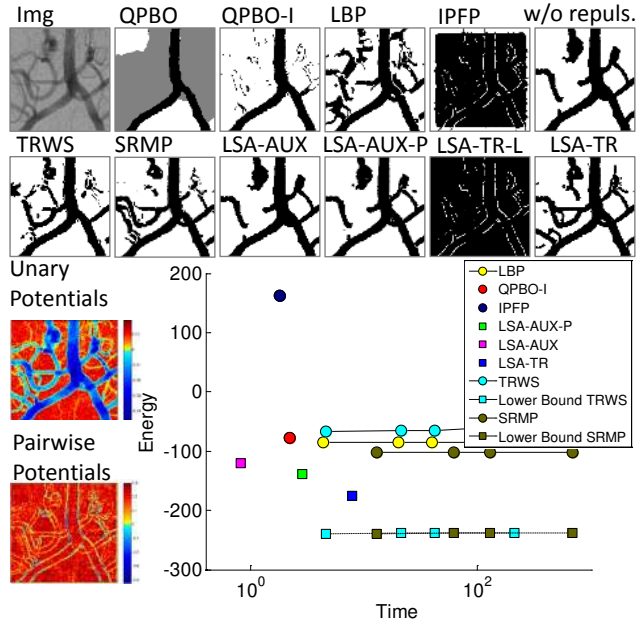 Img QPBO QPBO-I LBP IPFP w/o repuls.
TRWS SRMP LSA-AUX LSA-AUX-P LSA-TR-L LSA-TR
Unary
Potentials
Pairwise
Potentials
Energy
200
100
0
-100
-200
-300
10^0 10^2
Time
LBP
QPBO-I
IPFP
LSA-AUX-P
LSA-AUX
LSA-TR
TRWS
Lower Bound TRWS
SRMP
Lower Bound SRMP